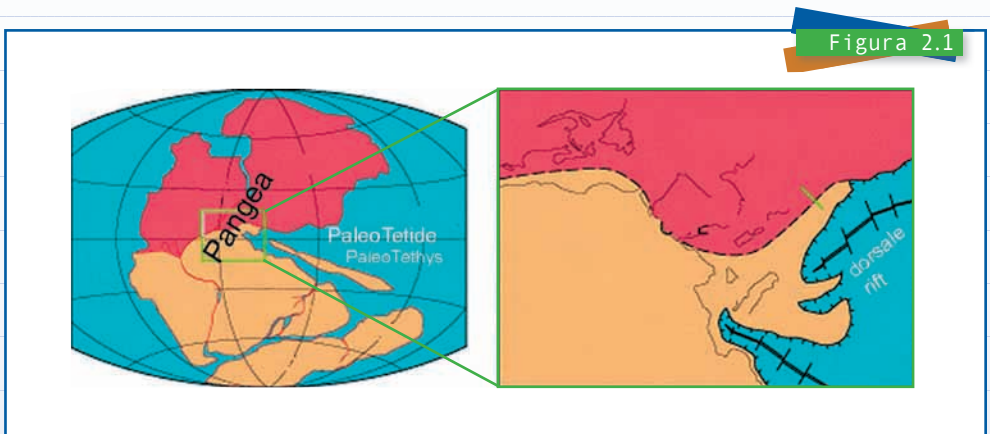 Figura 2.1
Pangea
PaleoTetide
PaleoTethys
dorsale
rift